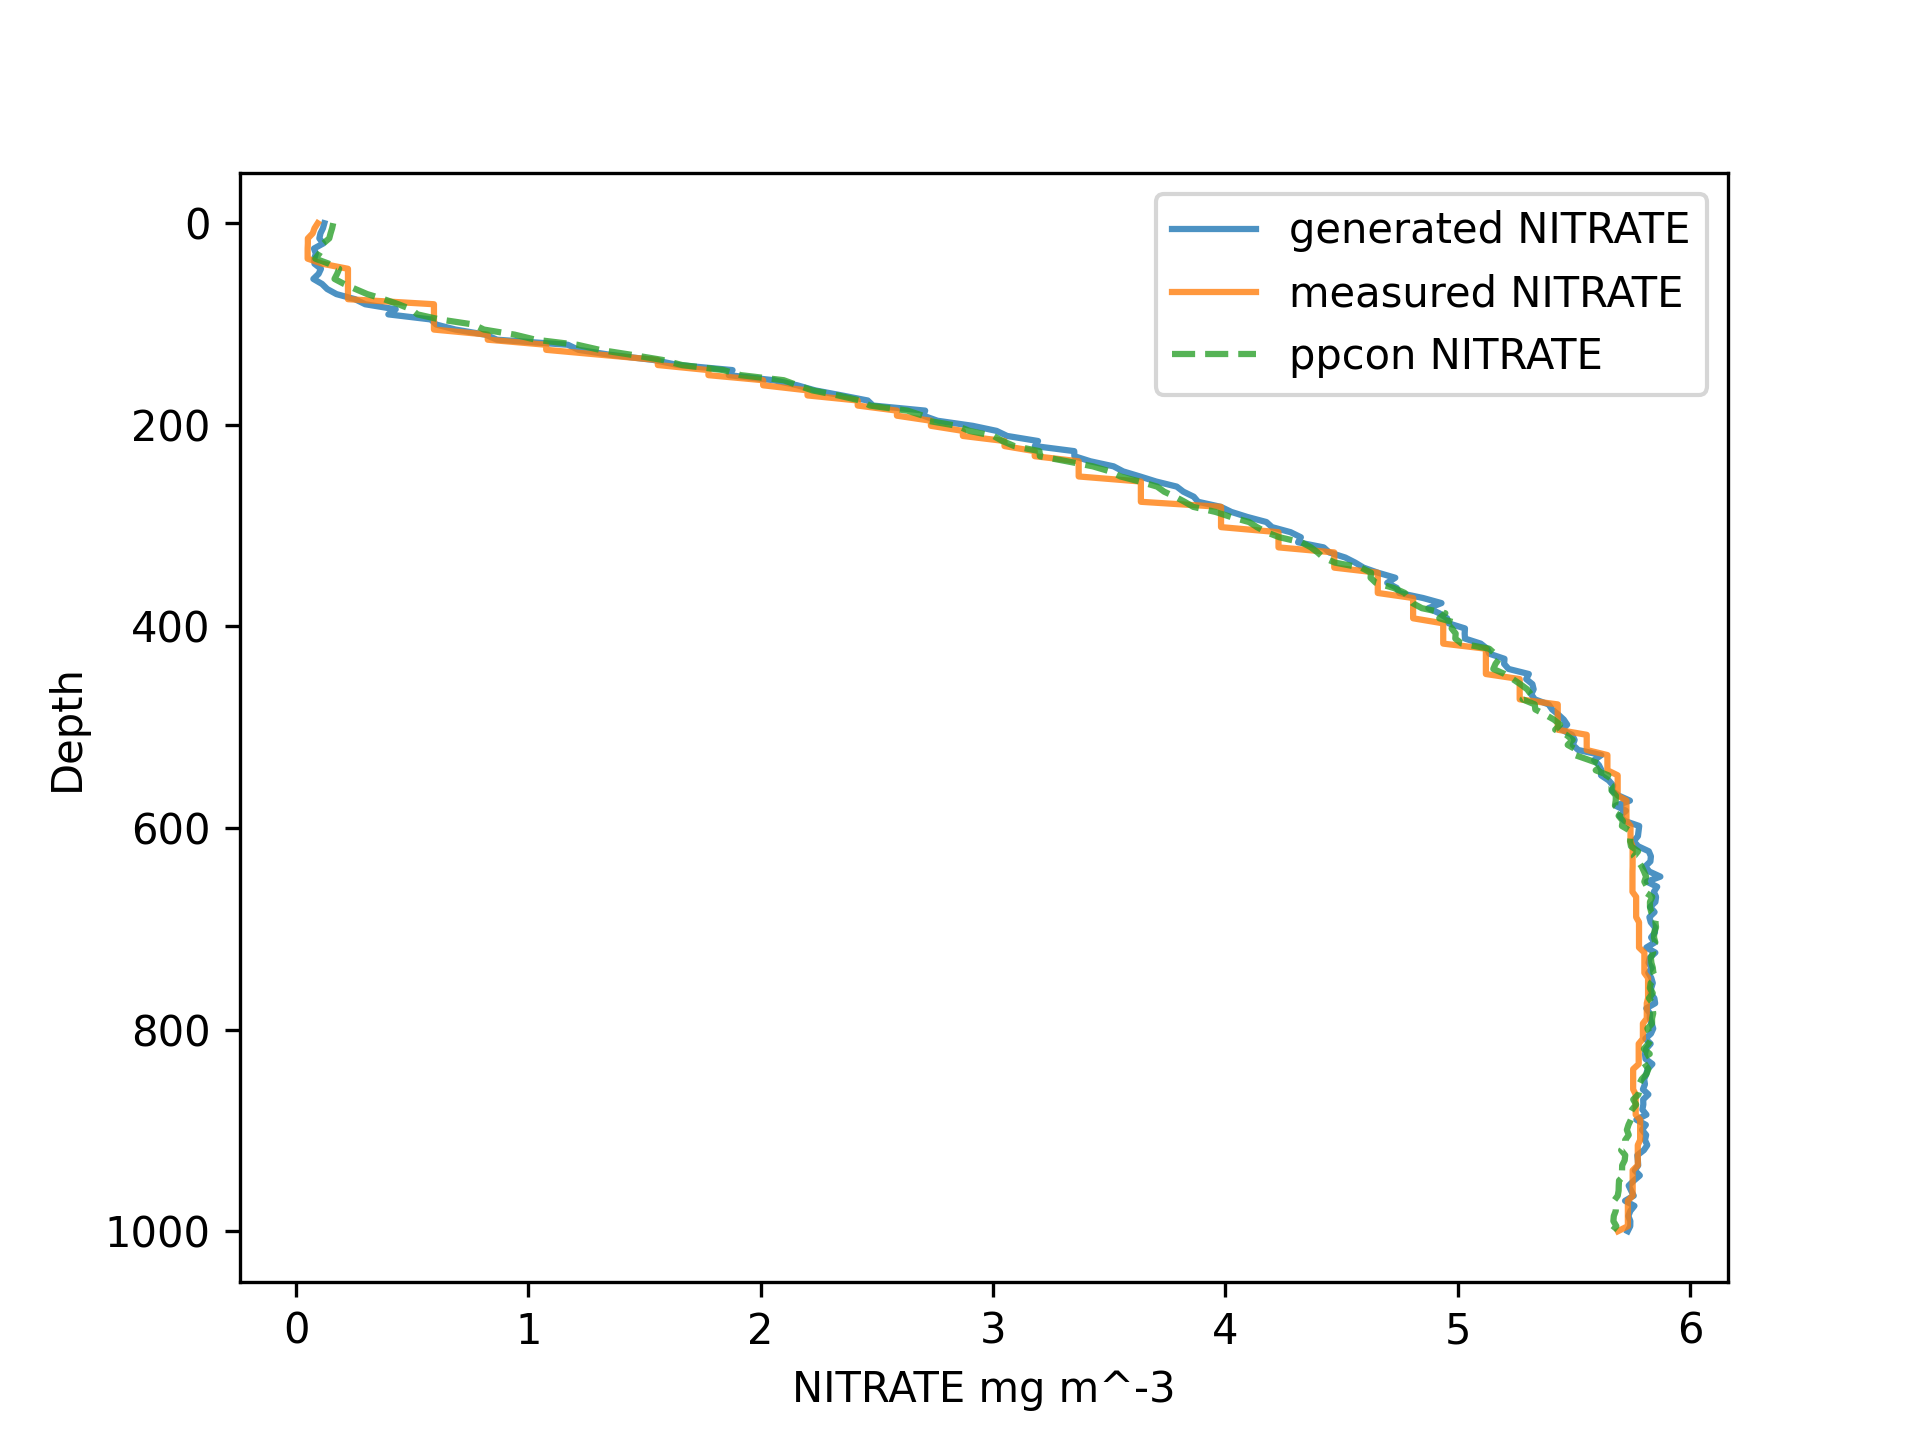 generated NITRATE
measured NITRATE
ppcon NITRATE
0
200
400
600
800
1000
Depth
0 1 2 3 4 5 6
NITRATE mg m^-3